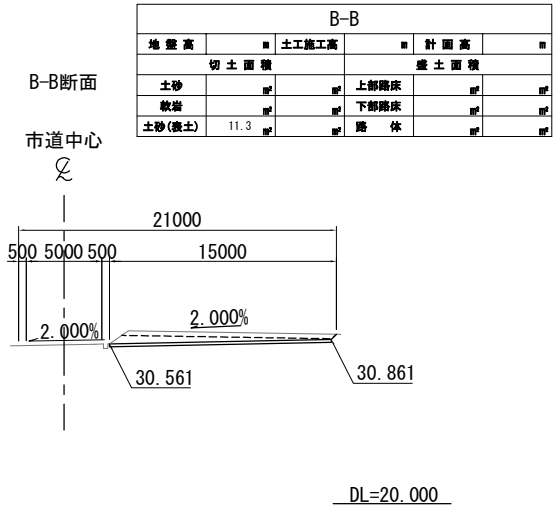 B-B
地盤高 m 土工施工高 m 計画高 m
切土面積 盛土面積
土砂 m² m² 上部路床 m² m²
軟岩 m² m² 下部路床 m² m²
土砂(表土) 11.3 m² m² 路体 m² m²
B-B断面
市道中心
℄
21000
500 5000 500 15000
2.000% 2.000%
30.561 30.861
DL=20.000